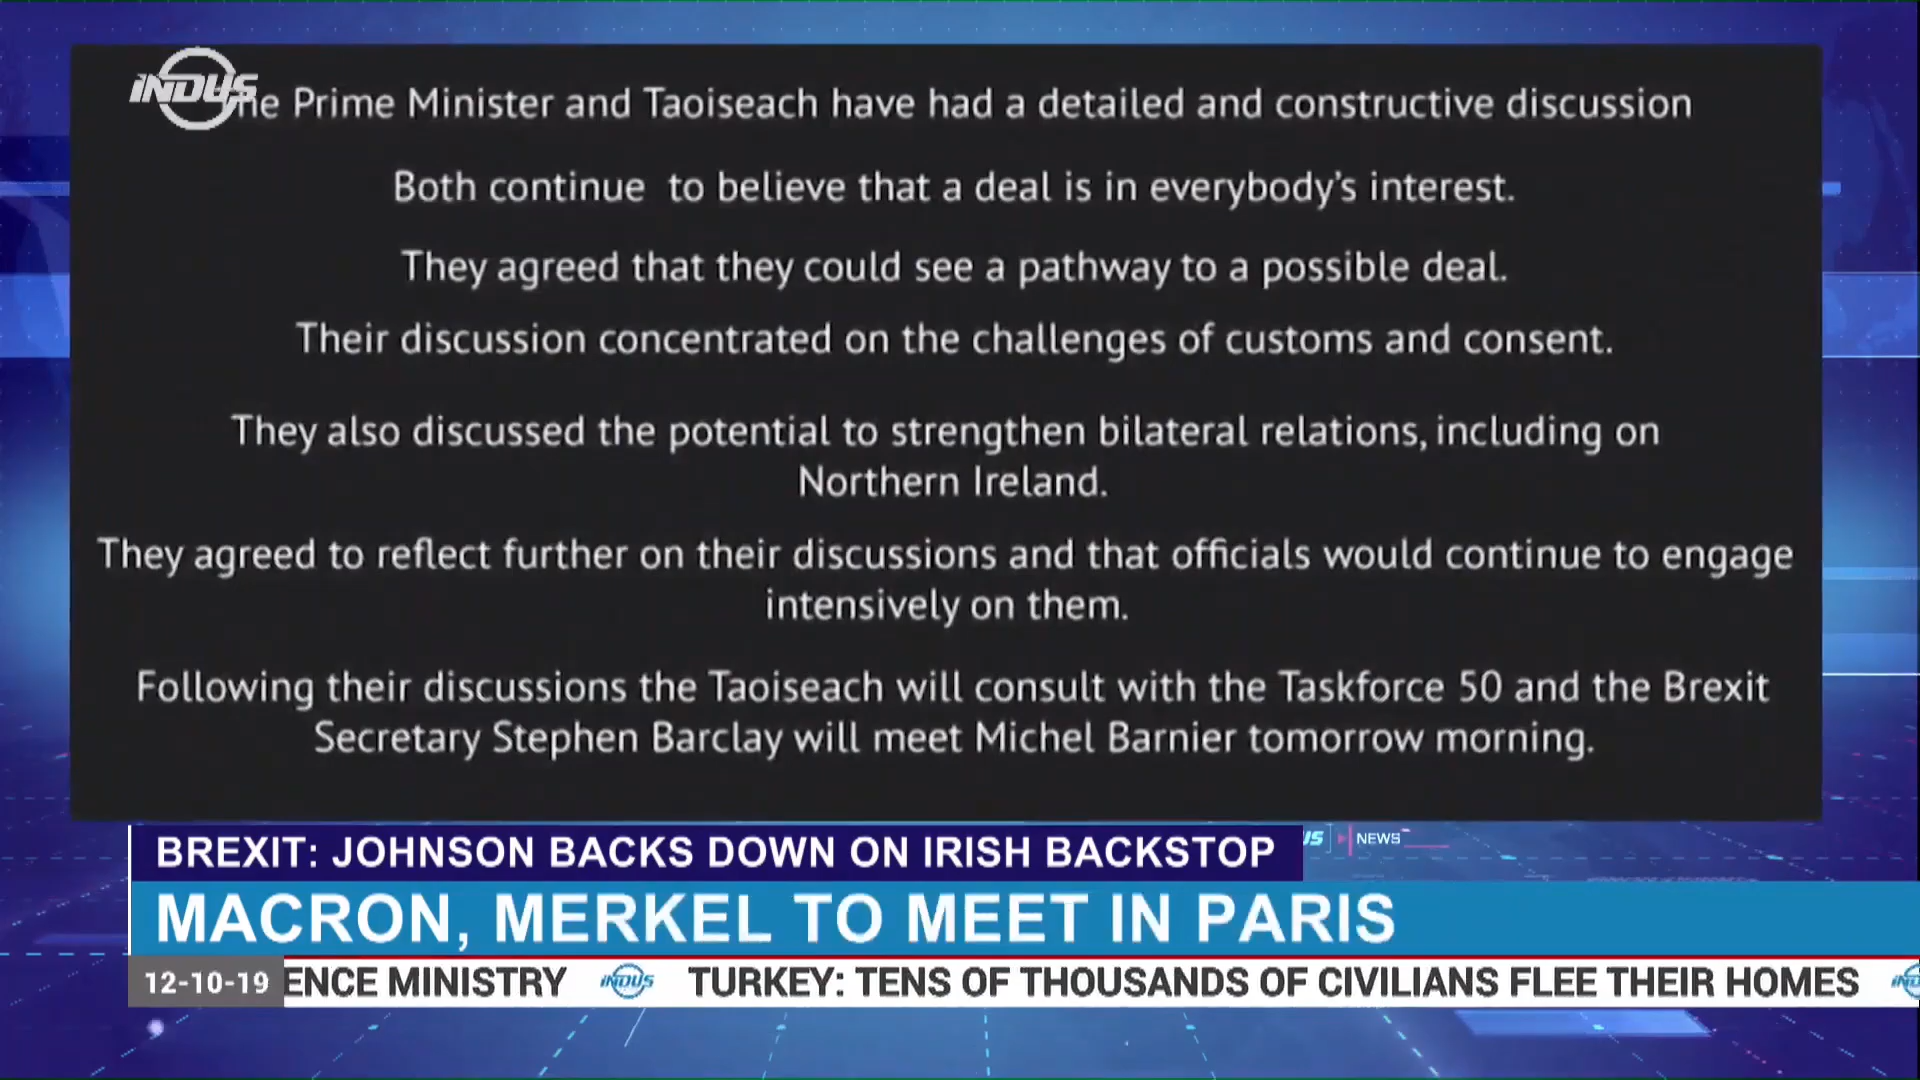 iNDUS
he Prime Minister and Taoiseach have had a detailed and constructive discussion
Both continue to believe that a deal is in everybody's interest.
They agreed that they could see a pathway to a possible deal.
Their discussion concentrated on the challenges of customs and consent.
They also discussed the potential to strengthen bilateral relations, including on
Northern Ireland.
They agreed to reflect further on their discussions and that officials would continue to engage
intensively on them.
Following their discussions the Taoiseach will consult with the Taskforce 50 and the Brexit
Secretary Stephen Barclay will meet Michel Barnier tomorrow morning.
BREXIT: JOHNSON BACKS DOWN ON IRISH BACKSTOP
US NEWS
MACRON, MERKEL TO MEET IN PARIS
12-10-19 ENCE MINISTRY iNDUS TURKEY: TENS OF THOUSANDS OF CIVILIANS FLEE THEIR HOMES